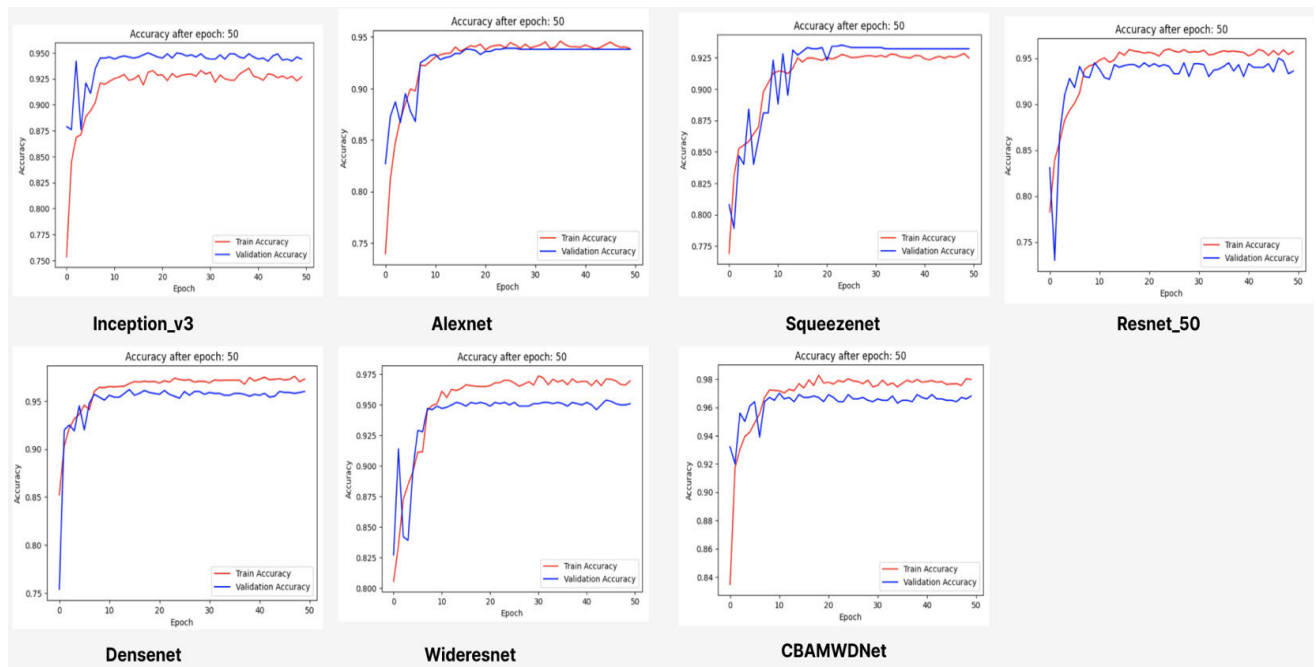 Accuracy after epoch: 50
0.950
0.925
0.900
0.875
0.850
0.825
0.800
0.775
0.750
Accuracy
0 10 20 30 40 50
Epoch
Train Accuracy
Validation Accuracy
Inception_v3
Accuracy after epoch: 50
0.95
0.90
0.85
0.80
0.75
Accuracy
0 10 20 30 40 50
Epoch
Train Accuracy
Validation Accuracy
Alexnet
Accuracy after epoch: 50
0.925
0.900
0.875
0.850
0.825
0.800
0.775
Accuracy
0 10 20 30 40 50
Epoch
Train Accuracy
Validation Accuracy
Squeezenet
Accuracy after epoch: 50
0.95
0.90
0.85
0.80
0.75
Accuracy
0 10 20 30 40 50
Epoch
Train Accuracy
Validation Accuracy
Resnet_50
Accuracy after epoch: 50
0.95
0.90
0.85
0.80
0.75
Accuracy
0 10 20 30 40 50
Epoch
Train Accuracy
Validation Accuracy
Densenet
Accuracy after epoch: 50
0.975
0.950
0.925
0.900
0.875
0.850
0.825
0.800
Accuracy
0 10 20 30 40 50
Epoch
Train Accuracy
Validation Accuracy
Wideresnet
Accuracy after epoch: 50
0.98
0.96
0.94
0.92
0.90
0.88
0.86
0.84
Accuracy
0 10 20 30 40 50
Epoch
Train Accuracy
Validation Accuracy
CBAMWDNet